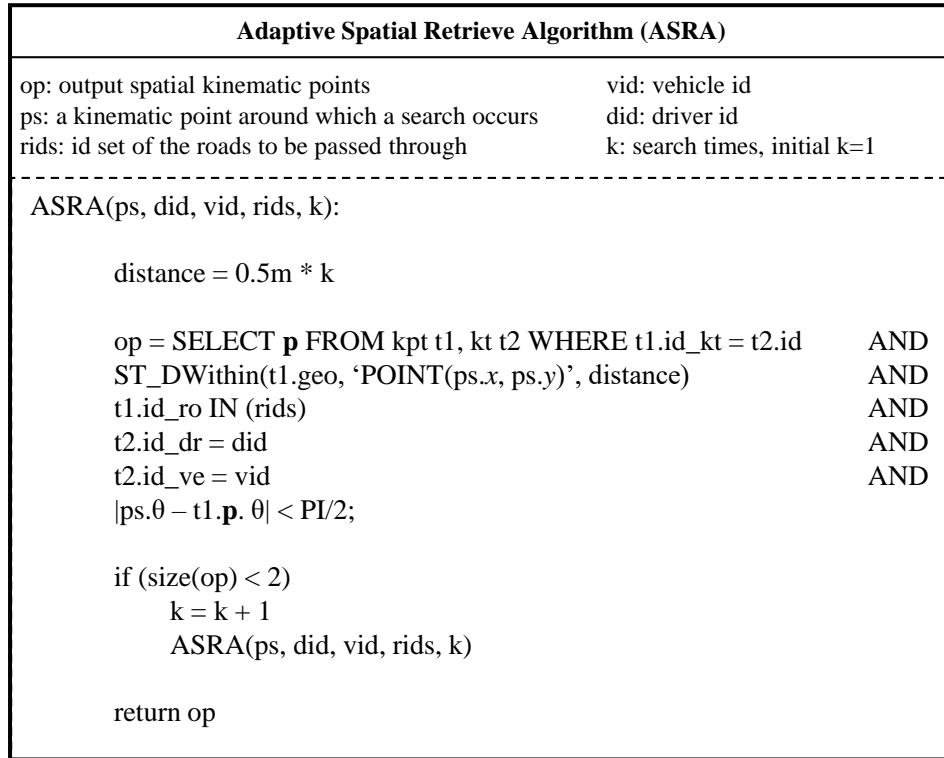 Adaptive Spatial Retrieve Algorithm (ASRA)
op: output spatial kinematic points vid: vehicle id
ps: a kinematic point around which a search occurs did: driver id
rids: id set of the roads to be passed through k: search times, initial k=1
ASRA(ps, did, vid, rids, k):
distance = 0.5m * k
op = SELECT p FROM kpt t1, kt t2 WHERE t1.id_kt = t2.id AND
ST_DWithin(t1.geo, ‘POINT(ps.x, ps.y)’, distance) AND
t1.id_ro IN (rids) AND
t2.id_dr = did AND
t2.id_ve = vid AND
|ps.θ – t1.p. θ| < PI/2;
if (size(op) < 2)
k = k + 1
ASRA(ps, did, vid, rids, k)
return op